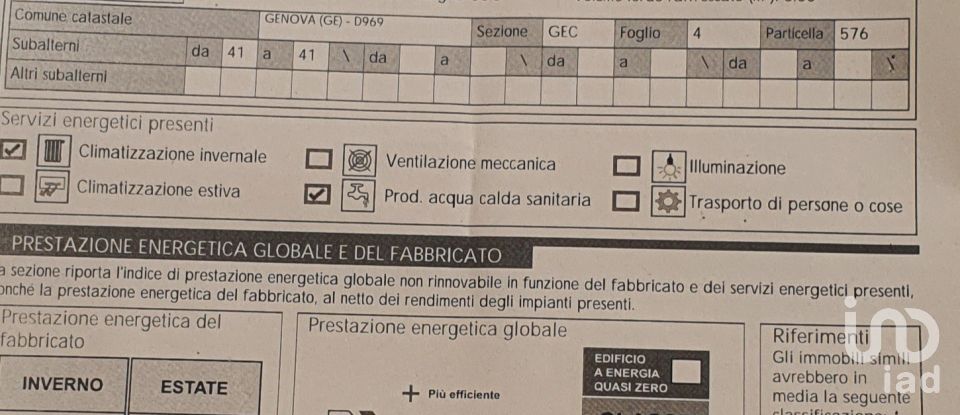 Comune catastale GENOVA (GE) - D969 Sezione GEC Foglio 4 Particella 576
Subalterni da 41 a 41 \ da a \ da a \ da a \
Altri subalterni
Servizi energetici presenti
Climatizzazione invernale Ventilazione meccanica Illuminazione
Climatizzazione estiva Prod. acqua calda sanitaria Trasporto di persone o cose
PRESTAZIONE ENERGETICA GLOBALE E DEL FABBRICATO
a sezione riporta l'indice di prestazione energetica globale non rinnovabile in funzione del fabbricato e dei servizi energetici presenti,
onché la prestazione energetica del fabbricato, al netto dei rendimenti degli impianti presenti.
Prestazione energetica del
fabbricato
INVERNO ESTATE
Prestazione energetica globale
+ Più efficiente
EDIFICIO
A ENERGIA
QUASI ZERO
Riferimenti
Gli immobili simili
avrebbero in
media la seguente
iad